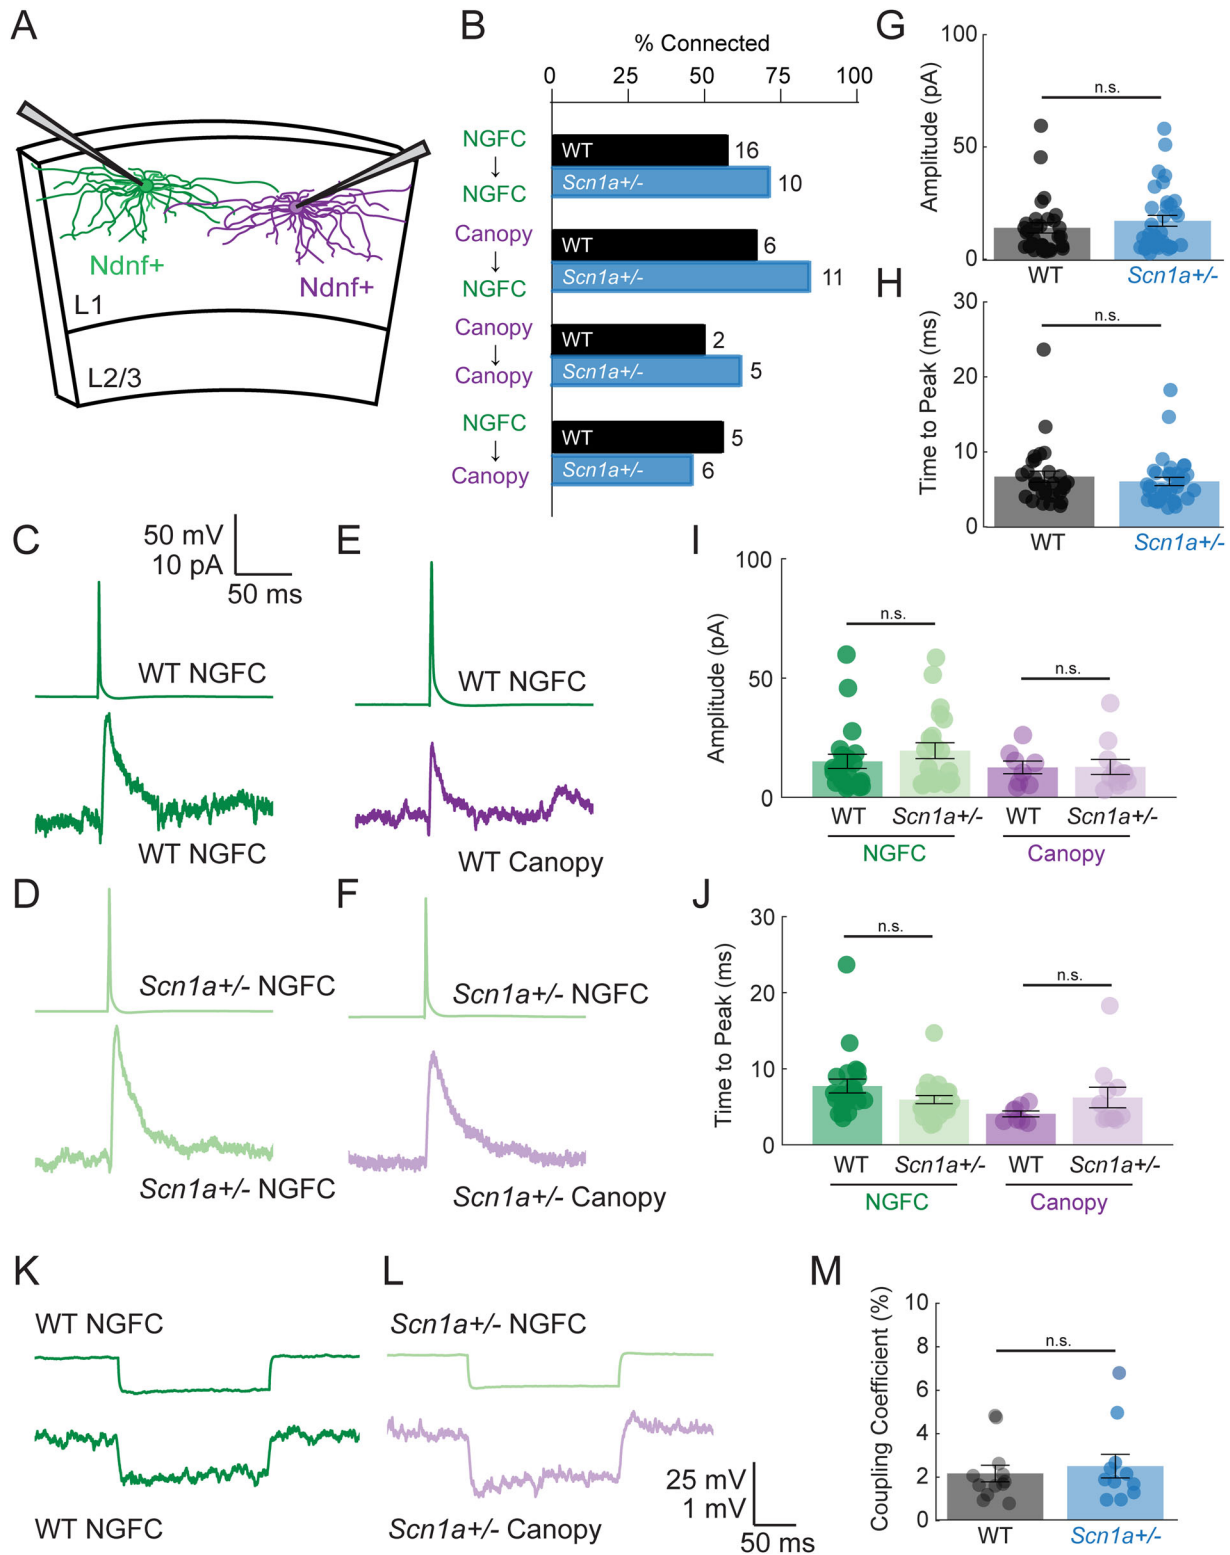 A
Ndnf+
Ndnf+
L1
L2/3
B
% Connected
0 25 50 75 100
NGFC
↓
NGFC
WT 16
Scn1a+/- 10
Canopy
↓
NGFC
WT 6
Scn1a+/- 11
Canopy
↓
Canopy
WT 2
Scn1a+/- 5
NGFC
↓
Canopy
WT 5
Scn1a+/- 6
G
Amplitude (pA)
100
50
0
n.s.
WT Scn1a+/-
H
Time to Peak (ms)
30
20
10
0
n.s.
WT Scn1a+/-
C
50 mV
10 pA
50 ms
WT NGFC
WT NGFC
E
WT NGFC
WT Canopy
D
Scn1a+/- NGFC
Scn1a+/- NGFC
F
Scn1a+/- NGFC
Scn1a+/- Canopy
I
Amplitude (pA)
100
50
0
n.s.
n.s.
WT Scn1a+/- WT Scn1a+/-
NGFC Canopy
J
Time to Peak (ms)
30
20
10
0
n.s.
n.s.
WT Scn1a+/- WT Scn1a+/-
NGFC Canopy
K
WT NGFC
WT NGFC
L
Scn1a+/- NGFC
Scn1a+/- Canopy
25 mV
1 mV
50 ms
M
Coupling Coefficient (%)
10
8
6
4
2
0
n.s.
WT Scn1a+/-